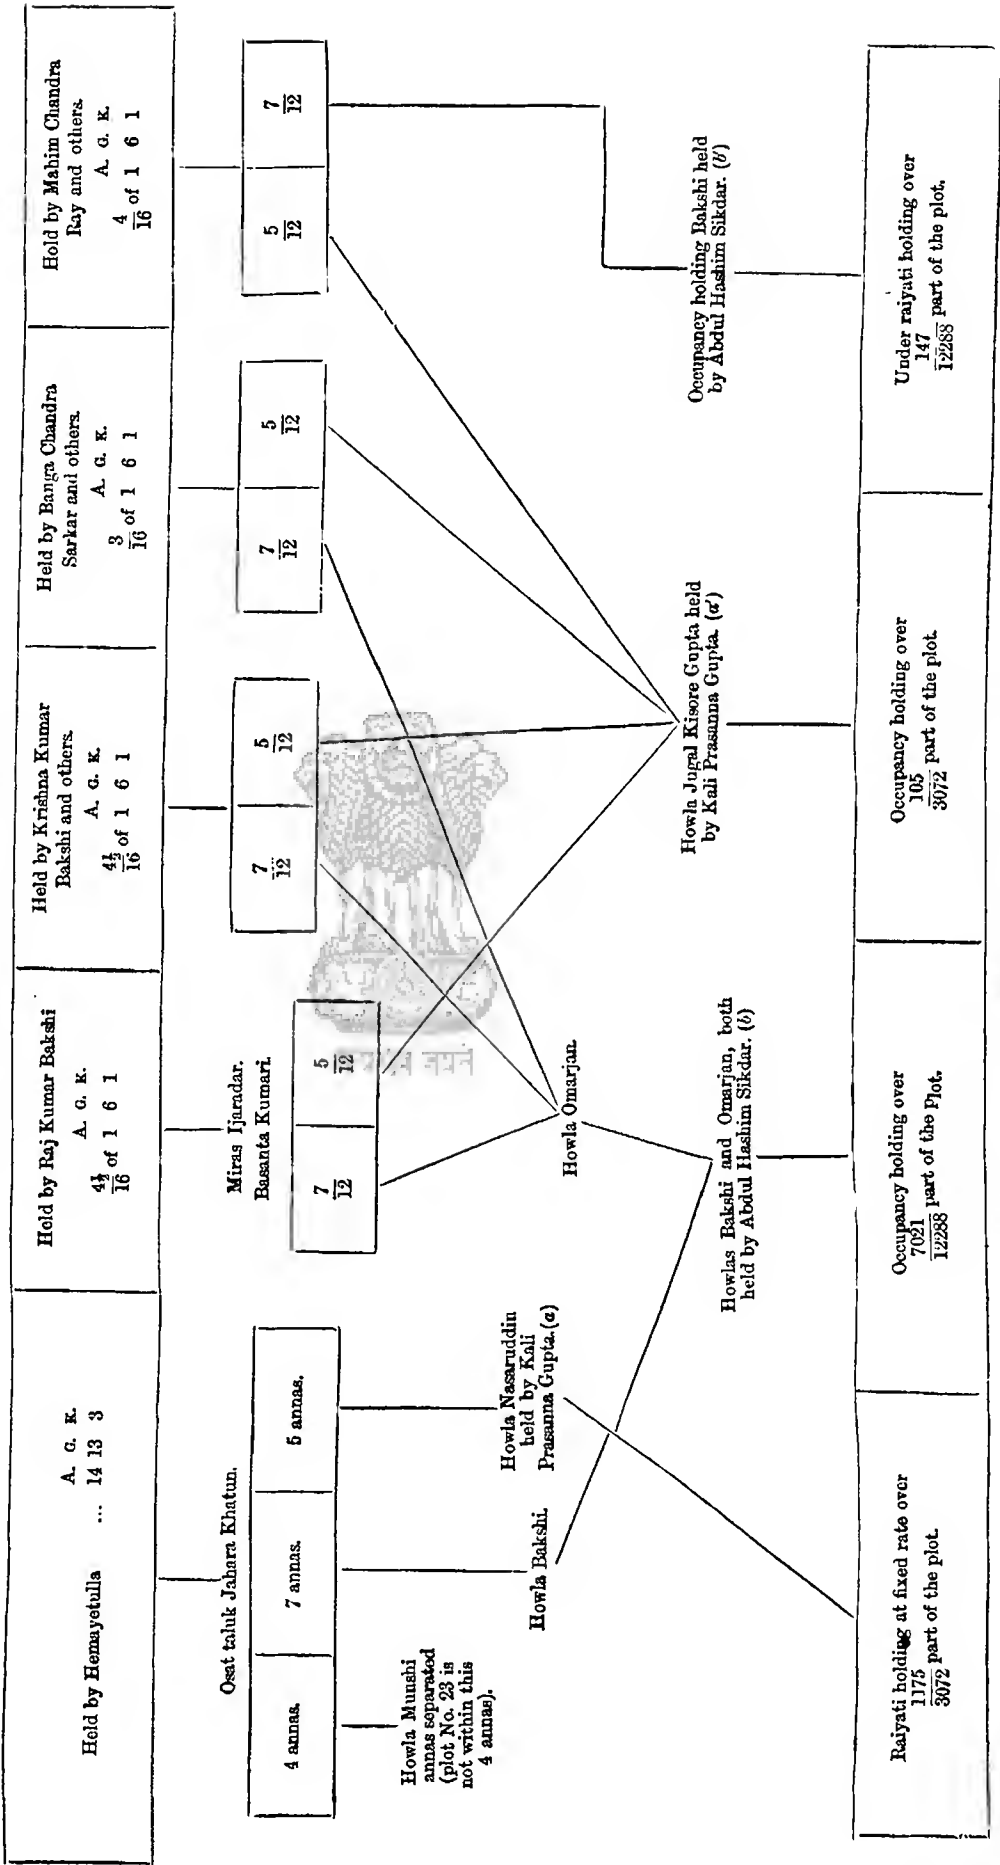 Held by Hemayetulla
A. G. K.
... 14 13 3
Held by Raj Kumar Bakshi
A. G. K.
4½/16 of 1 6 1
Held by Krishna Kumar
Bakshi and others.
A. G. K.
4½/16 of 1 6 1
Held by Banga Chandra
Sarkar and others.
A. G. K.
3/16 of 1 6 1
Hold by Mahim Chandra
Ray and others.
A. G. K.
4/16 of 1 6 1
Osat taluk Jahara Khatun.
4 annas.
7 annas.
5 annas.
Miras Ijaradar.
Basanta Kumari.
7/12
5/12
7/12
5/12
7/12
5/12
5/12
7/12
Howla Munshi
annas separated
(plot No. 23 is
not within this
4 annas).
Howla Bakshi.
Howla Nasaruddin
held by Kali
Prasanna Gupta.(a)
Howla Omarjan.
Howlas Bakshi and Omarjan, both
held by Abdul Hashim Sikdar. (b)
Howla Jugal Kisore Gupta held
by Kali Prasanna Gupta. (a')
Occupancy holding Bakshi held
by Abdul Hashim Sikdar. (b')
Raiyati holding at fixed rate over
1175/3072 part of the plot.
Occupancy holding over
7021/12288 part of the Plot.
Occupancy holding over
105/3072 part of the plot.
Under raiyati holding over
147/12288 part of the plot.